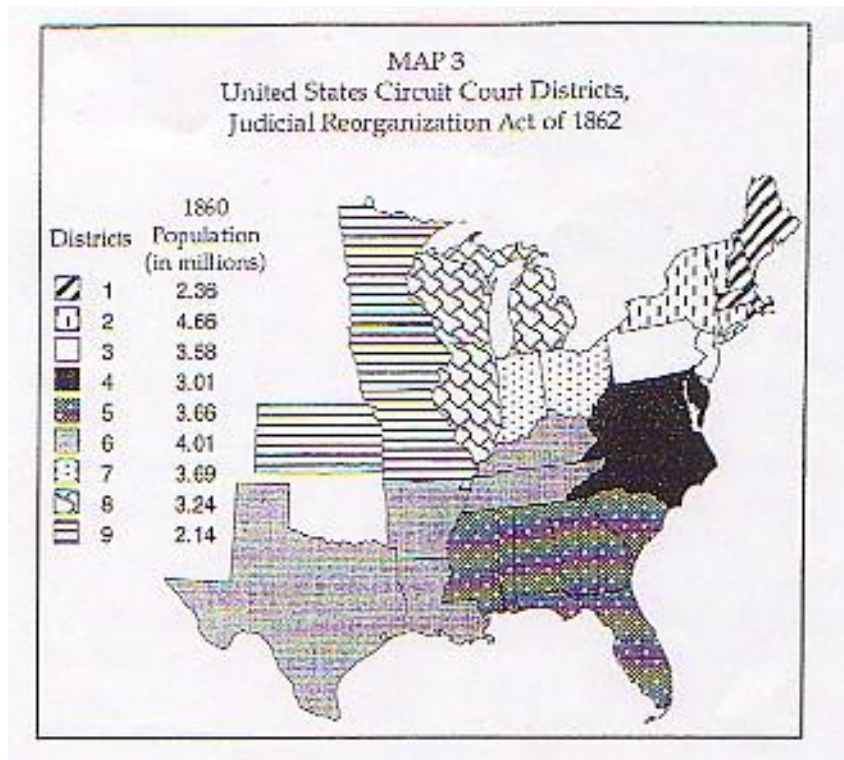 MAP 3
United States Circuit Court Districts,
Judicial Reorganization Act of 1862
1860
Districts Population
(in millions)
1 2.36
2 4.66
3 3.58
4 3.01
5 3.66
6 4.01
7 3.69
8 3.24
9 2.14